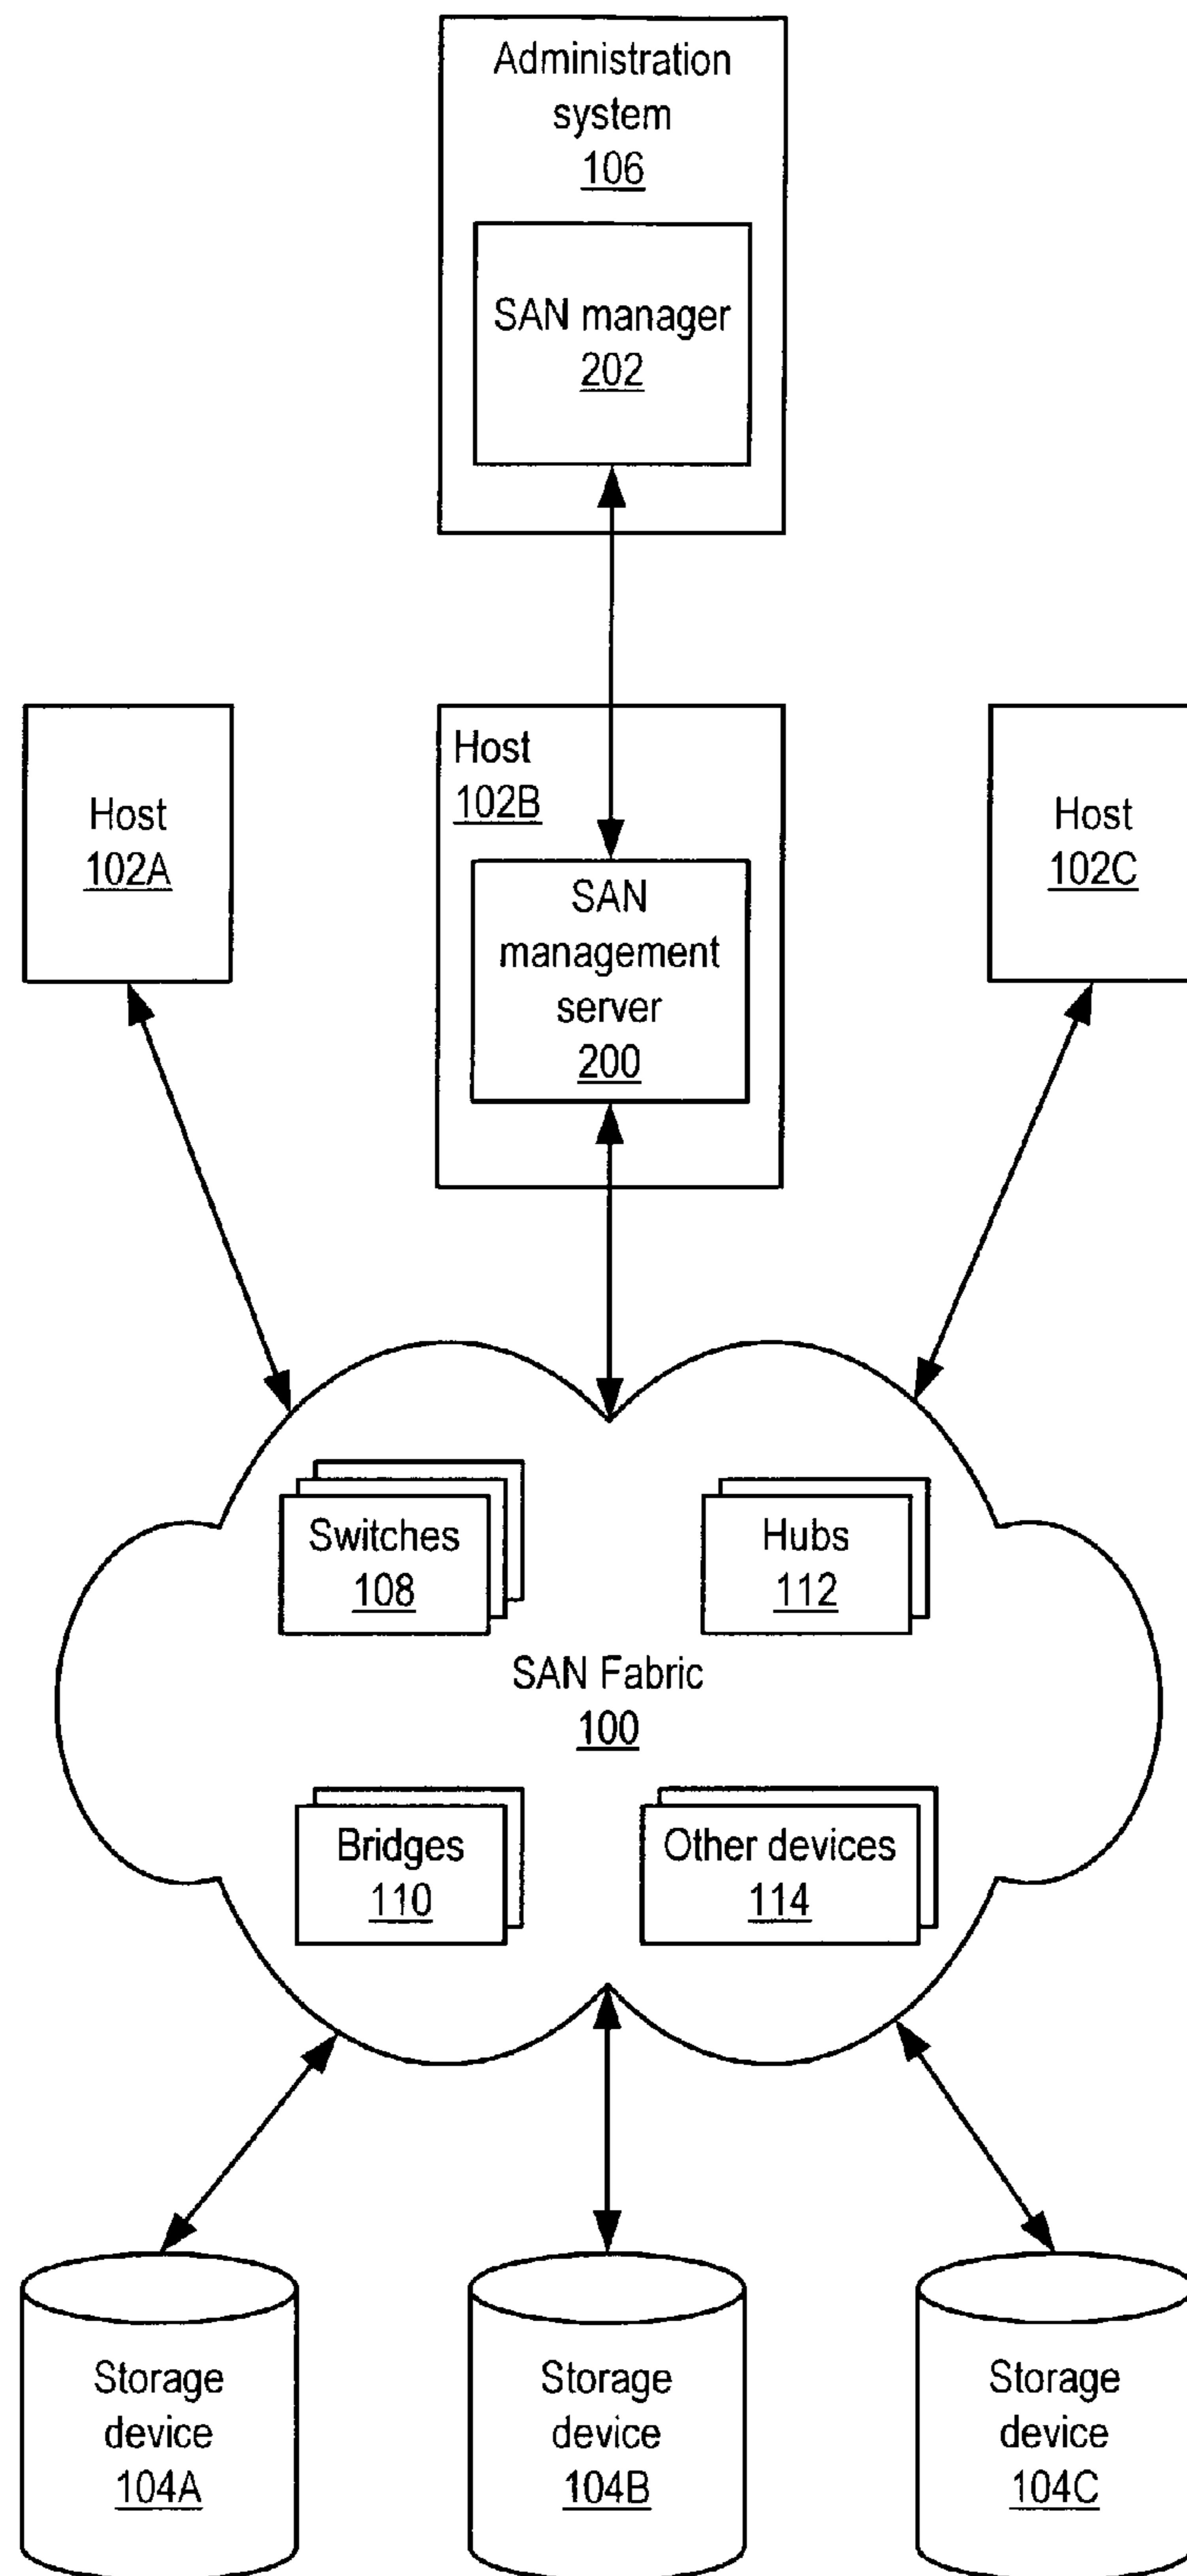 Administration
system
106
SAN manager
202
Host
102A
Host
102B
SAN
management
server
200
Host
102C
Switches
108
Hubs
112
SAN Fabric
100
Bridges
110
Other devices
114
Storage
device
104A
Storage
device
104B
Storage
device
104C